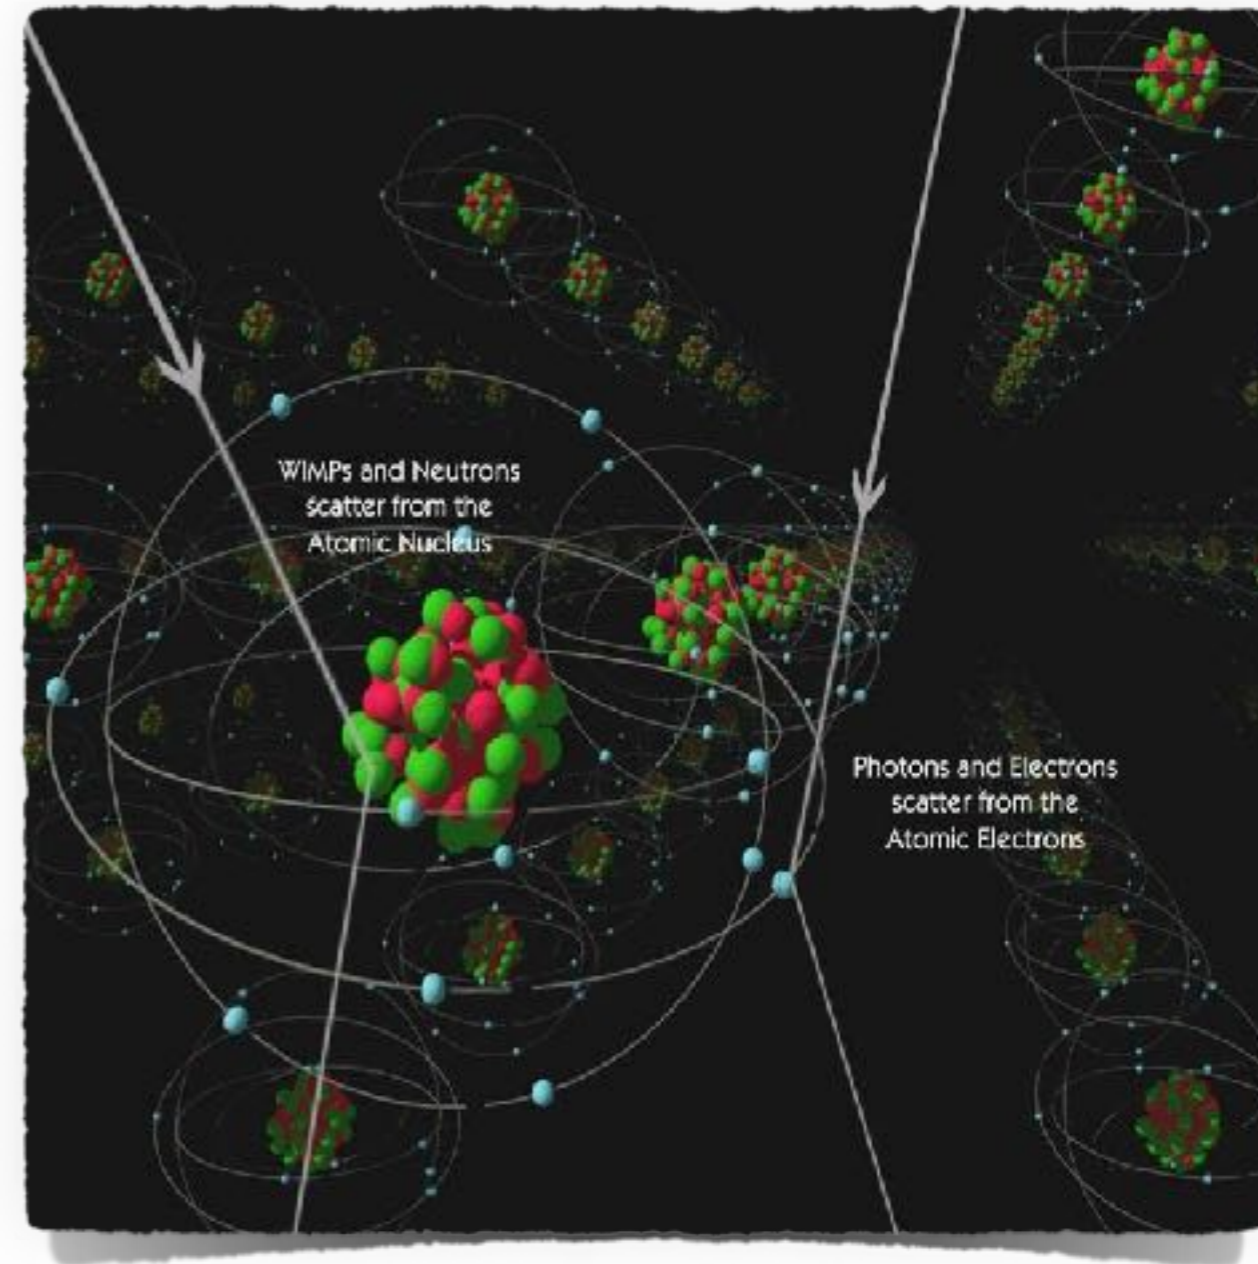 WIMPs and Neutrons
scatter from the
Atomic Nucleus
Photons and Electrons
scatter from the
Atomic Electrons